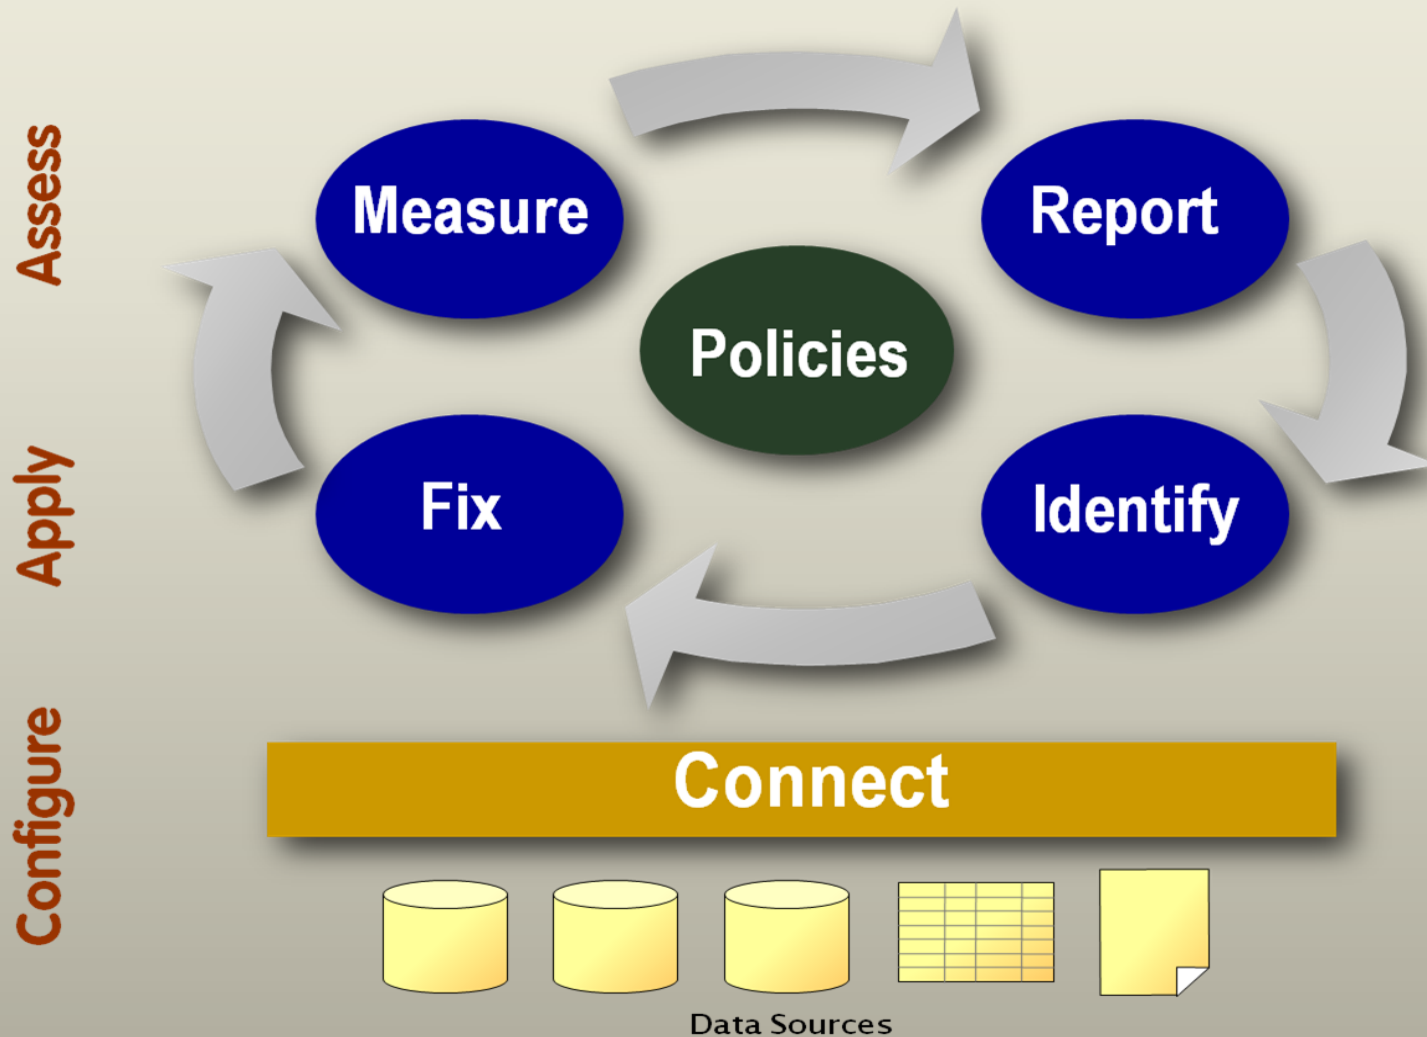 Assess
Measure
Report
Policies
Apply
Fix
Identify
Configure
Connect
Data Sources